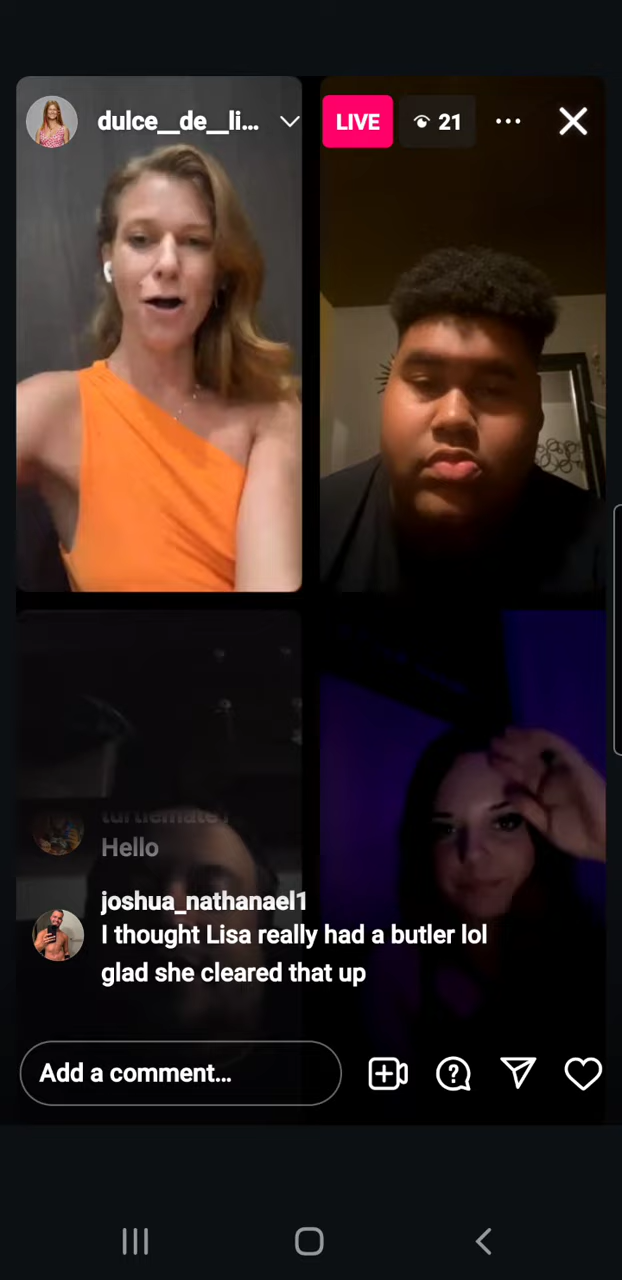 dulce__de__li...
LIVE
21
Hello
joshua_nathanael1
I thought Lisa really had a butler lol
glad she cleared that up
Add a comment...